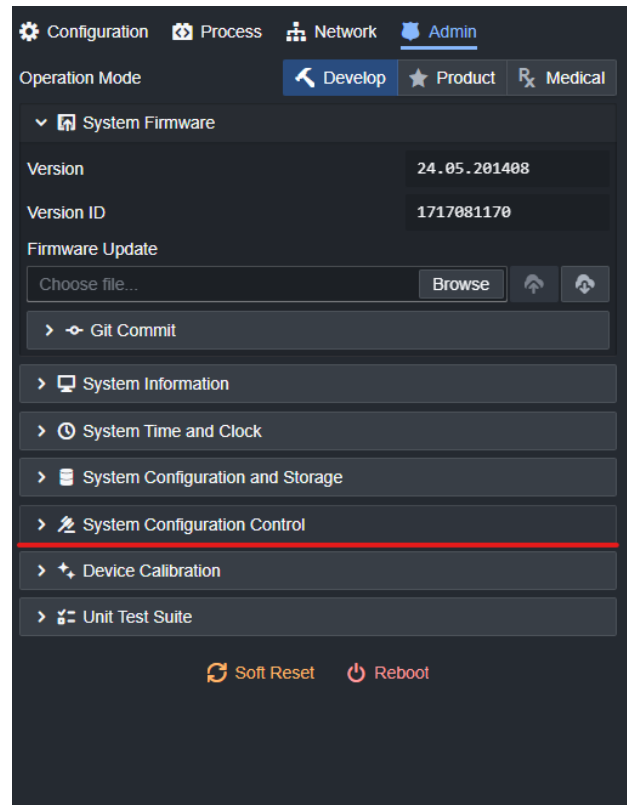 Configuration Process Network Admin
Operation Mode Develop Product Rx Medical
System Firmware
Version 24.05.201408
Version ID 1717081170
Firmware Update
Choose file... Browse
Git Commit
System Information
System Time and Clock
System Configuration and Storage
System Configuration Control
Device Calibration
Unit Test Suite
Soft Reset Reboot